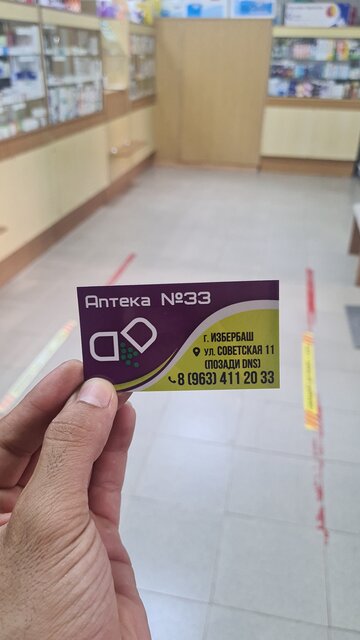 Аптека №33
г. ИЗБЕРБАШ
ул. СОВЕТСКАЯ 11
(ПОЗАДИ DNS)
8 (963) 411 20 33